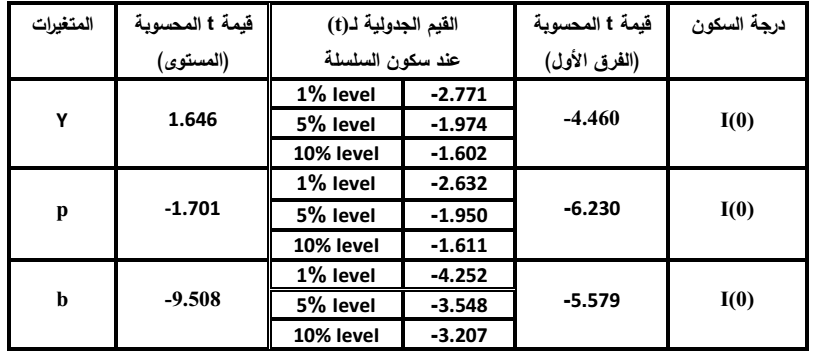 المتغيرات	قيمة t المحسوبة (المستوى)	القيم الجدولية لـ(t) عند سكون السلسلة	قيمة t المحسوبة (الفرق الأول)	درجة السكون
Y	1.646	1% level	-2.771	-4.460	I(0)
5% level	-1.974
10% level	-1.602
p	-1.701	1% level	-2.632	-6.230	I(0)
5% level	-1.950
10% level	-1.611
b	-9.508	1% level	-4.252	-5.579	I(0)
5% level	-3.548
10% level	-3.207